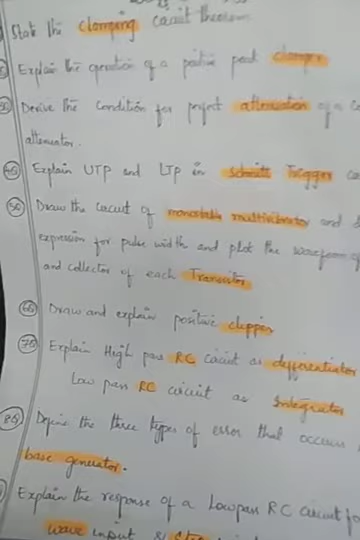 State the clamping circuit theorem
Explain the operation of a positive peak clamper
Derive the condition for perfect attenuation of a
attenuator.
Explain UTP and LTP in Schmitt Trigger
Draw the circuit of monostable multivibrator and
expression for pulse width and plot the waveform
and collector of each Transistor
Draw and explain positive clipper
Explain High pass RC circuit as differentiator
Low pass RC circuit as Integrator
Define the three types of error that occurs
base generator.
Explain the response of a Lowpass RC circuit for
wave input &